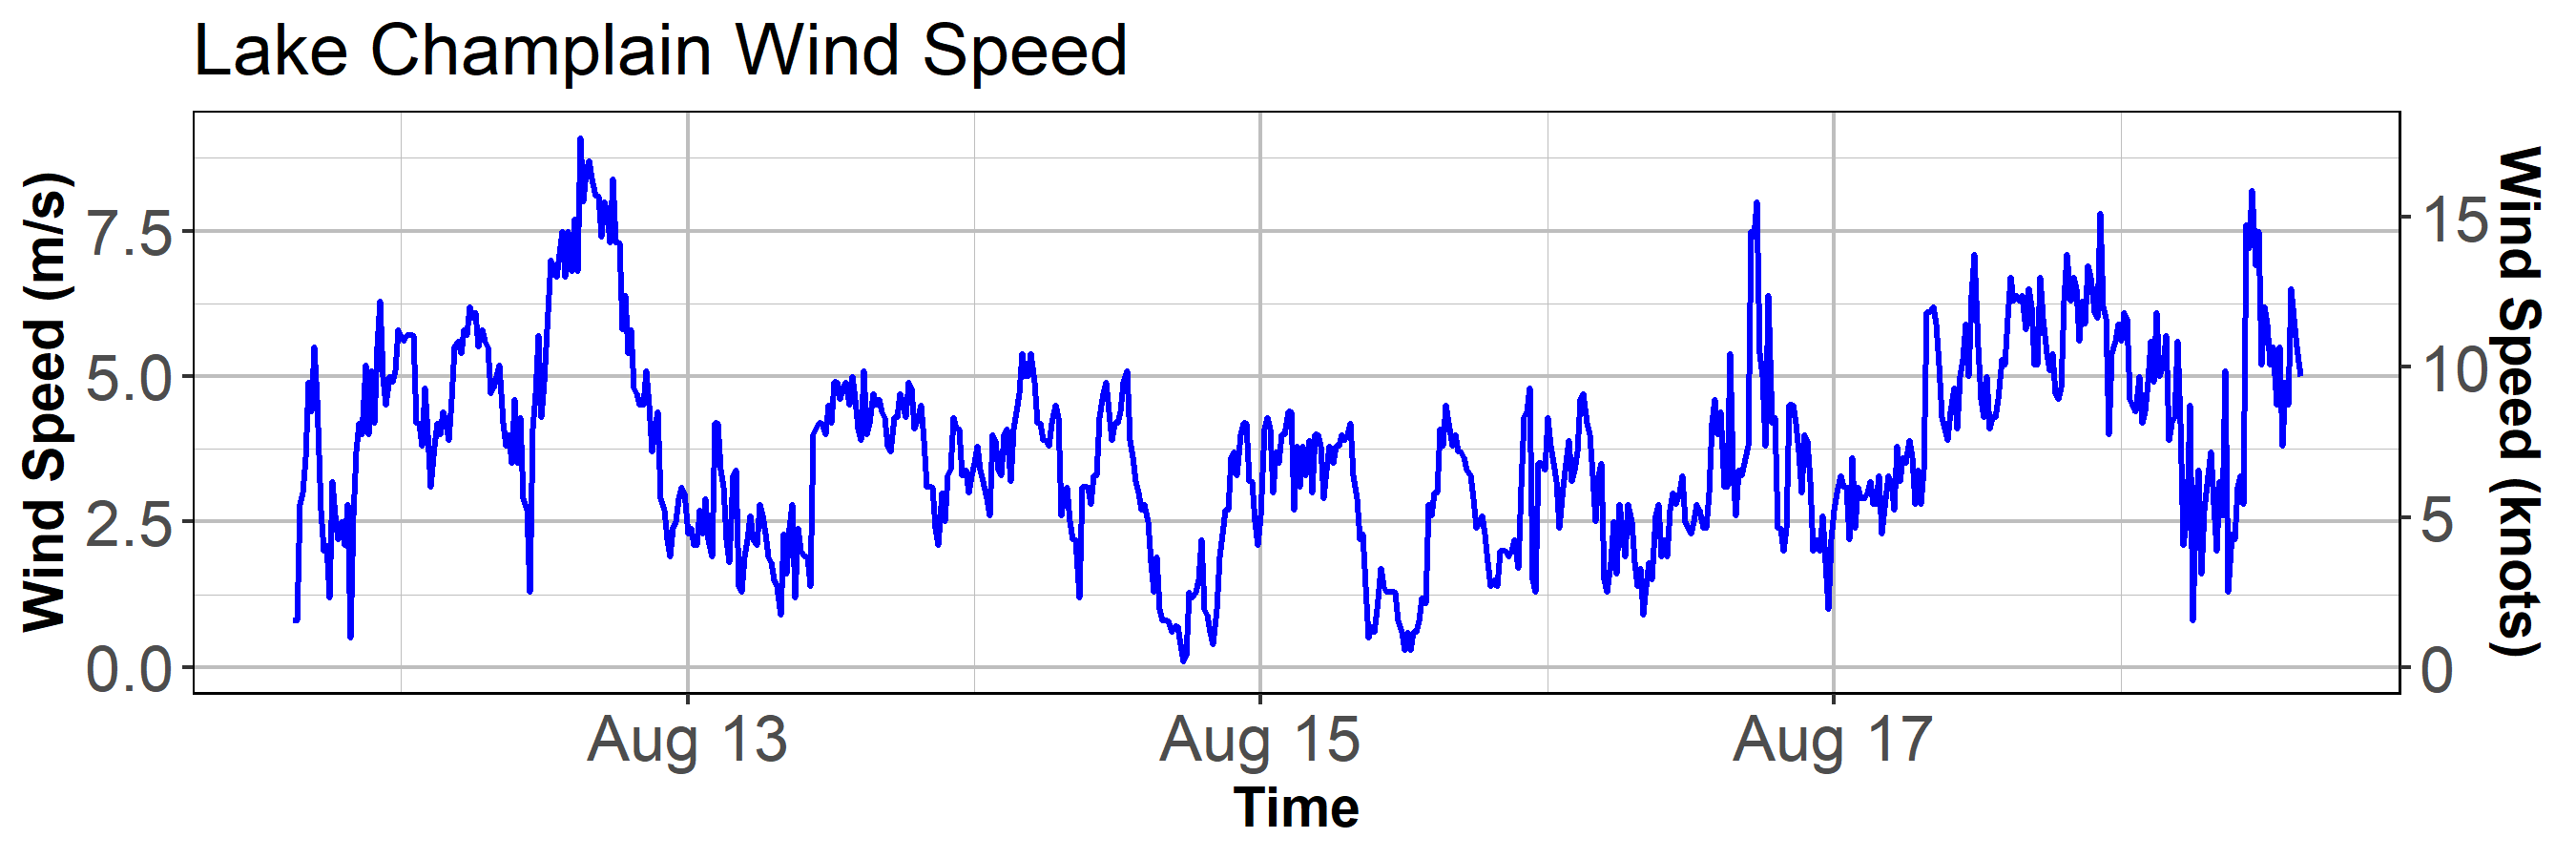 Lake Champlain Wind Speed
Wind Speed (m/s)
7.5
5.0
2.5
0.0
15
10
5
0
Wind Speed (knots)
Aug 13
Aug 15
Aug 17
Time